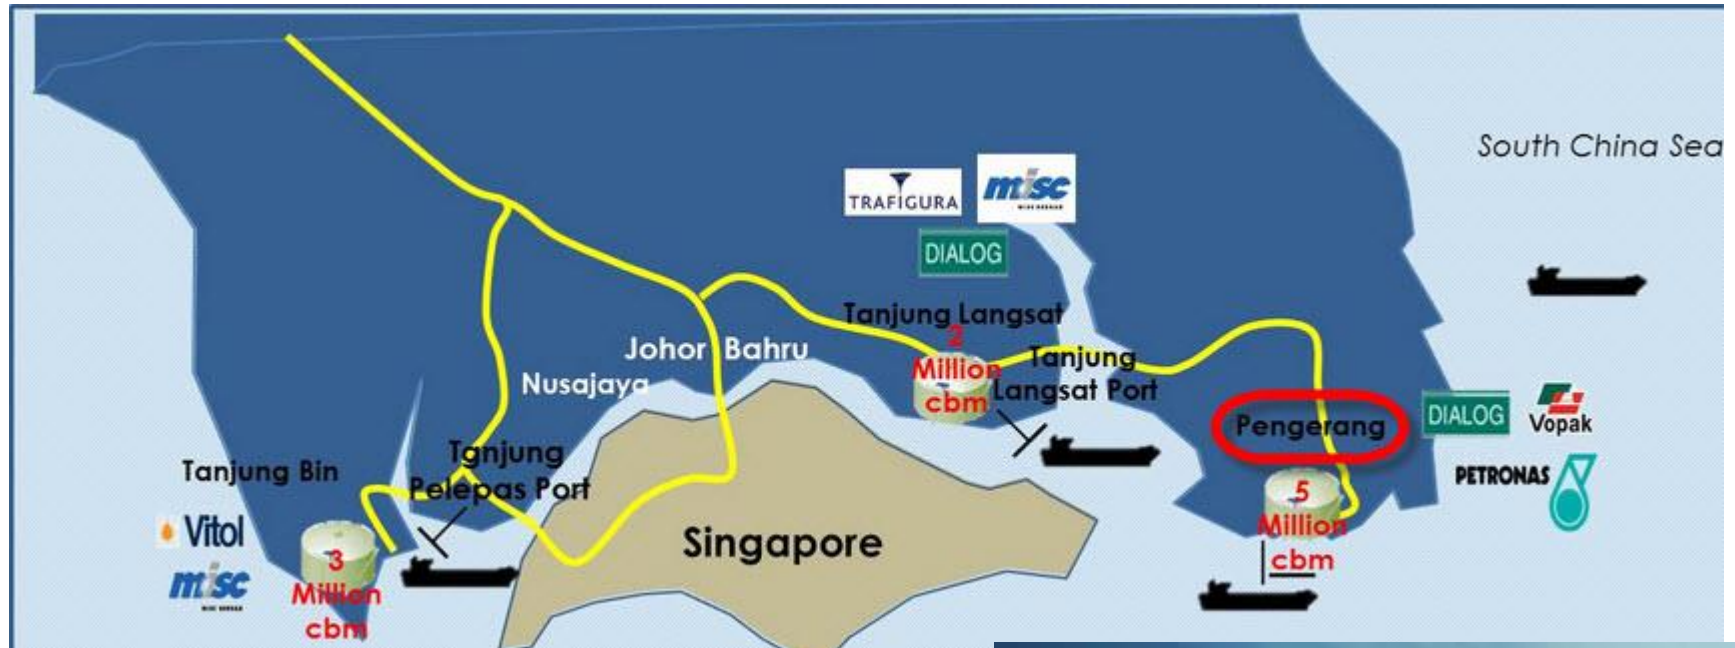 South China Sea
TRAFIGURA
misc
DIALOG
Tanjung Langsat
2
Million
cbm
Tanjung
Langsat Port
Johor Bahru
Nusajaya
Tgnjung
Pelepas Port
Tanjung Bin
Vitol
misc
3
Million
cbm
Singapore
Pengerang
5
Million
cbm
DIALOG
Vopak
PETRONAS